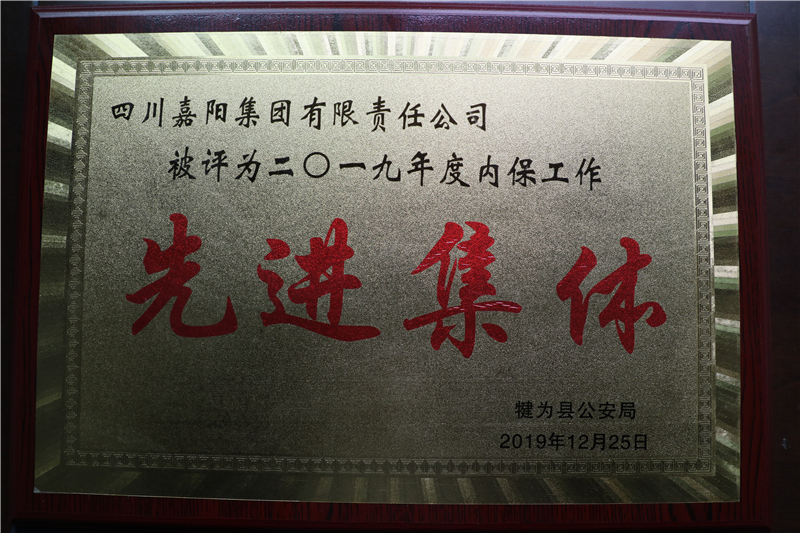 四川嘉阳集团有限责任公司
被评为二〇一九年度内保工作
先进集体
犍为县公安局
2019年12月25日